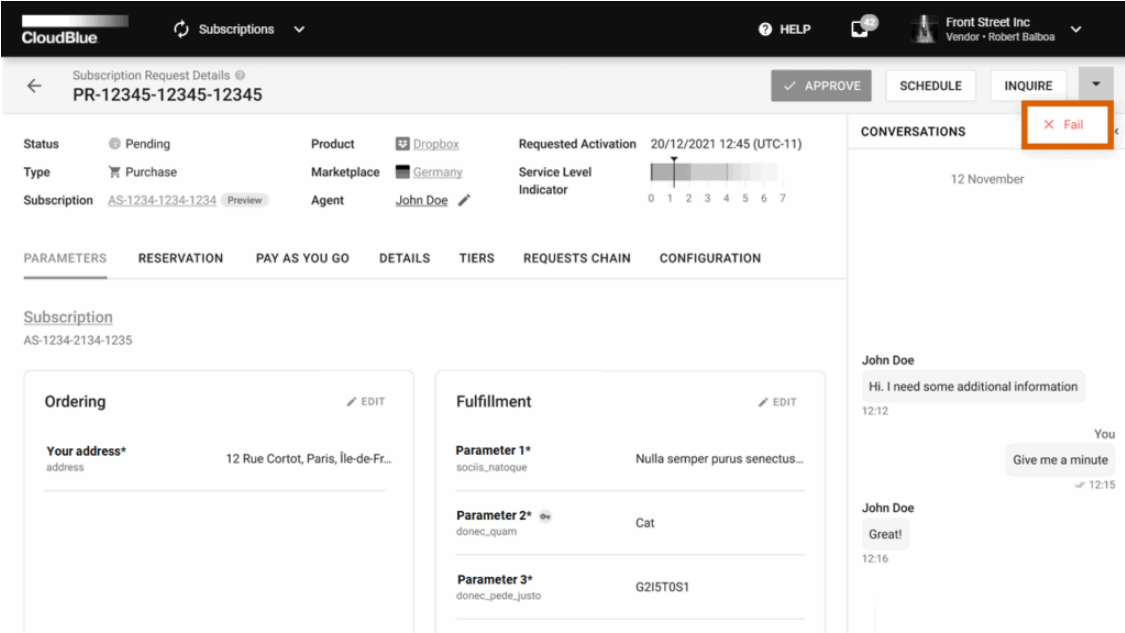 CloudBlue
Subscriptions
HELP
42
Front Street Inc
Vendor • Robert Balboa
Subscription Request Details
PR-12345-12345-12345
APPROVE
SCHEDULE
INQUIRE
Fail
Status Pending
Product Dropbox
Requested Activation 20/12/2021 12:45 (UTC-11)
Type Purchase
Marketplace Germany
Service Level
Indicator
0 1 2 3 4 5 6 7
Subscription AS-1234-1234-1234 Preview
Agent John Doe
PARAMETERS RESERVATION PAY AS YOU GO DETAILS TIERS REQUESTS CHAIN CONFIGURATION
Subscription
AS-1234-2134-1235
Ordering EDIT
Your address*
address
12 Rue Cortot, Paris, Île-de-Fr...
Fulfillment EDIT
Parameter 1*
sociis_natoque
Nulla semper purus senectus...
Parameter 2*
donec_quam
Cat
Parameter 3*
donec_pede_justo
G2I5T0S1
CONVERSATIONS
12 November
John Doe
Hi. I need some additional information
12:12
You
Give me a minute
12:15
John Doe
Great!
12:16